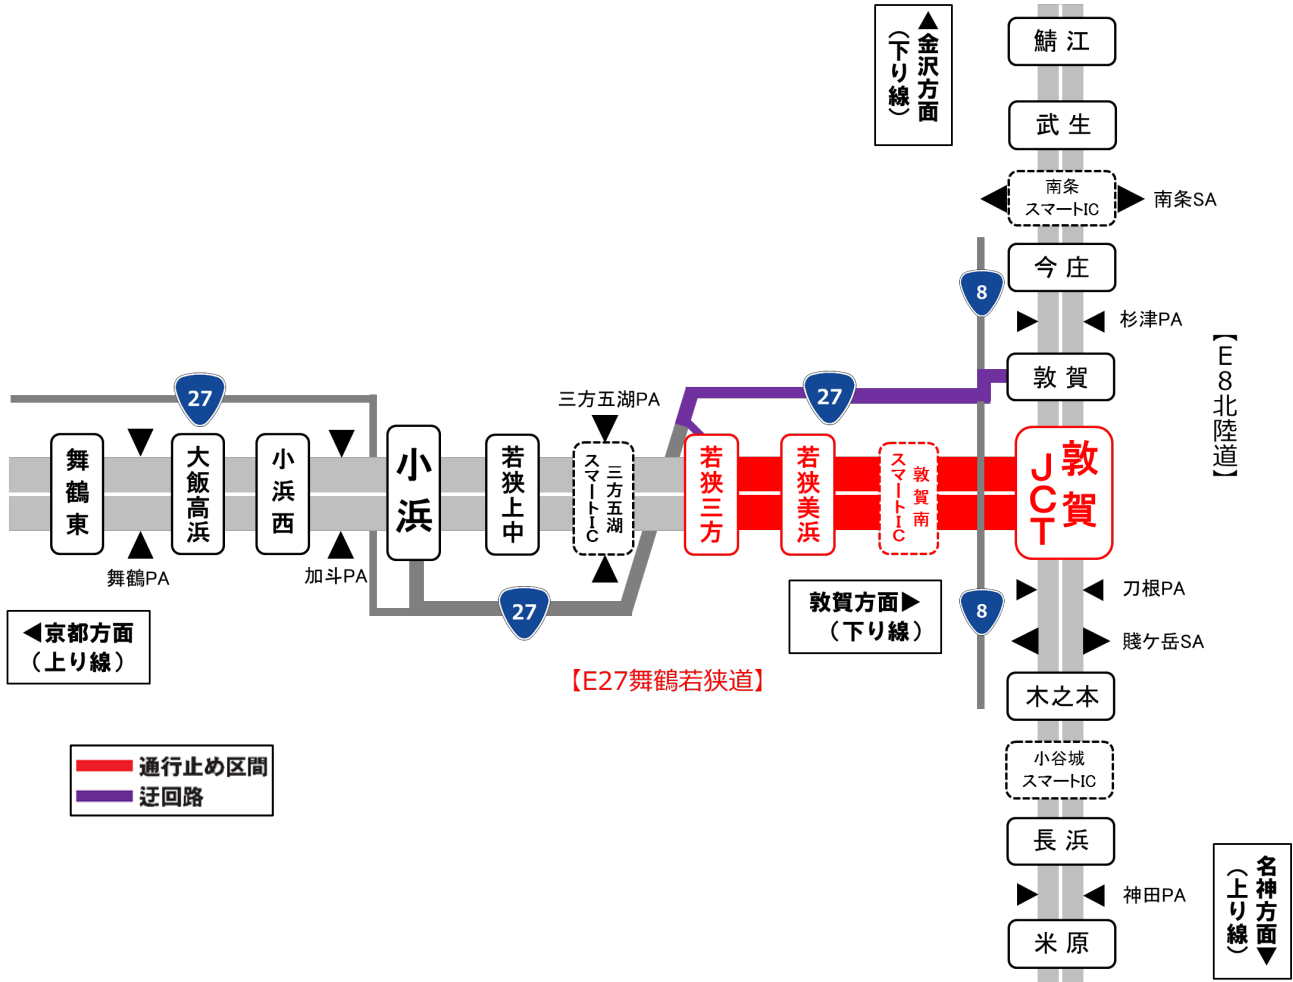 ▲金沢方面
（下り線）
鯖江
武生
南条
スマートIC
南条SA
今庄
8
杉津PA
敦賀
【E8北陸道】
27
27
三方五湖PA
舞鶴東
大飯高浜
小浜西
小浜
若狭上中
三方五湖
スマートIC
若狭三方
若狭美浜
敦賀南
スマートIC
敦賀
JCT
舞鶴PA
加斗PA
27
8
刀根PA
賤ケ岳SA
◀京都方面
（上り線）
敦賀方面▶
（下り線）
【E27舞鶴若狭道】
木之本
小谷城
スマートIC
通行止め区間
迂回路
長浜
神田PA
米原
名神方面▼
（上り線）